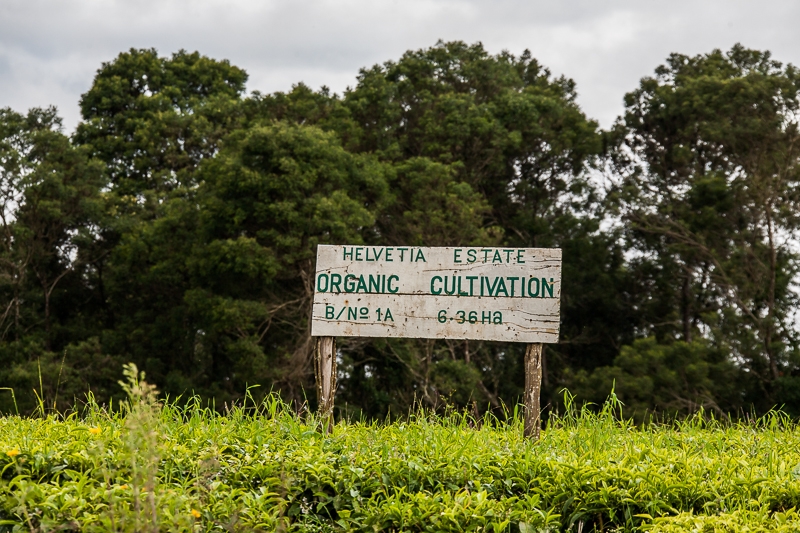 HELVETIA ESTATE
ORGANIC CULTIVATION
B/Nº 1A 6.36Ha